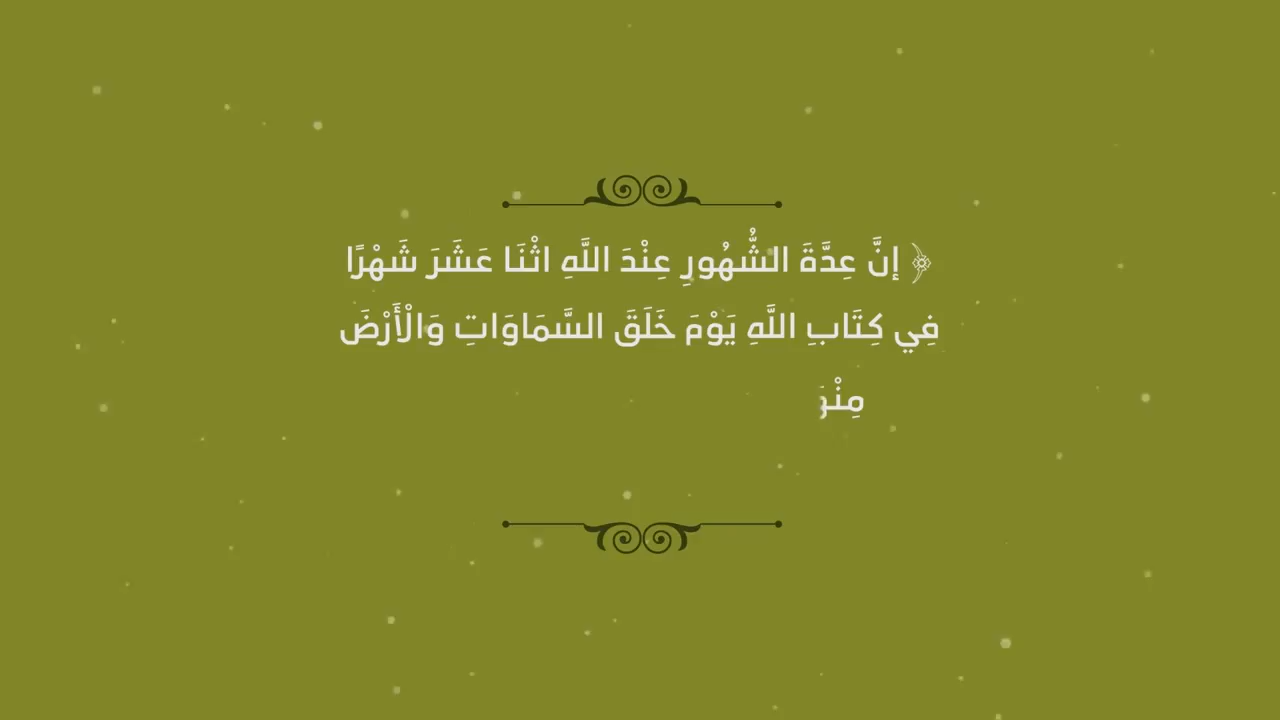 ﴿ إِنَّ عِدَّةَ الشُّهُورِ عِنْدَ اللَّهِ اثْنَا عَشَرَ شَهْرًا
فِي كِتَابِ اللَّهِ يَوْمَ خَلَقَ السَّمَاوَاتِ وَالْأَرْضَ